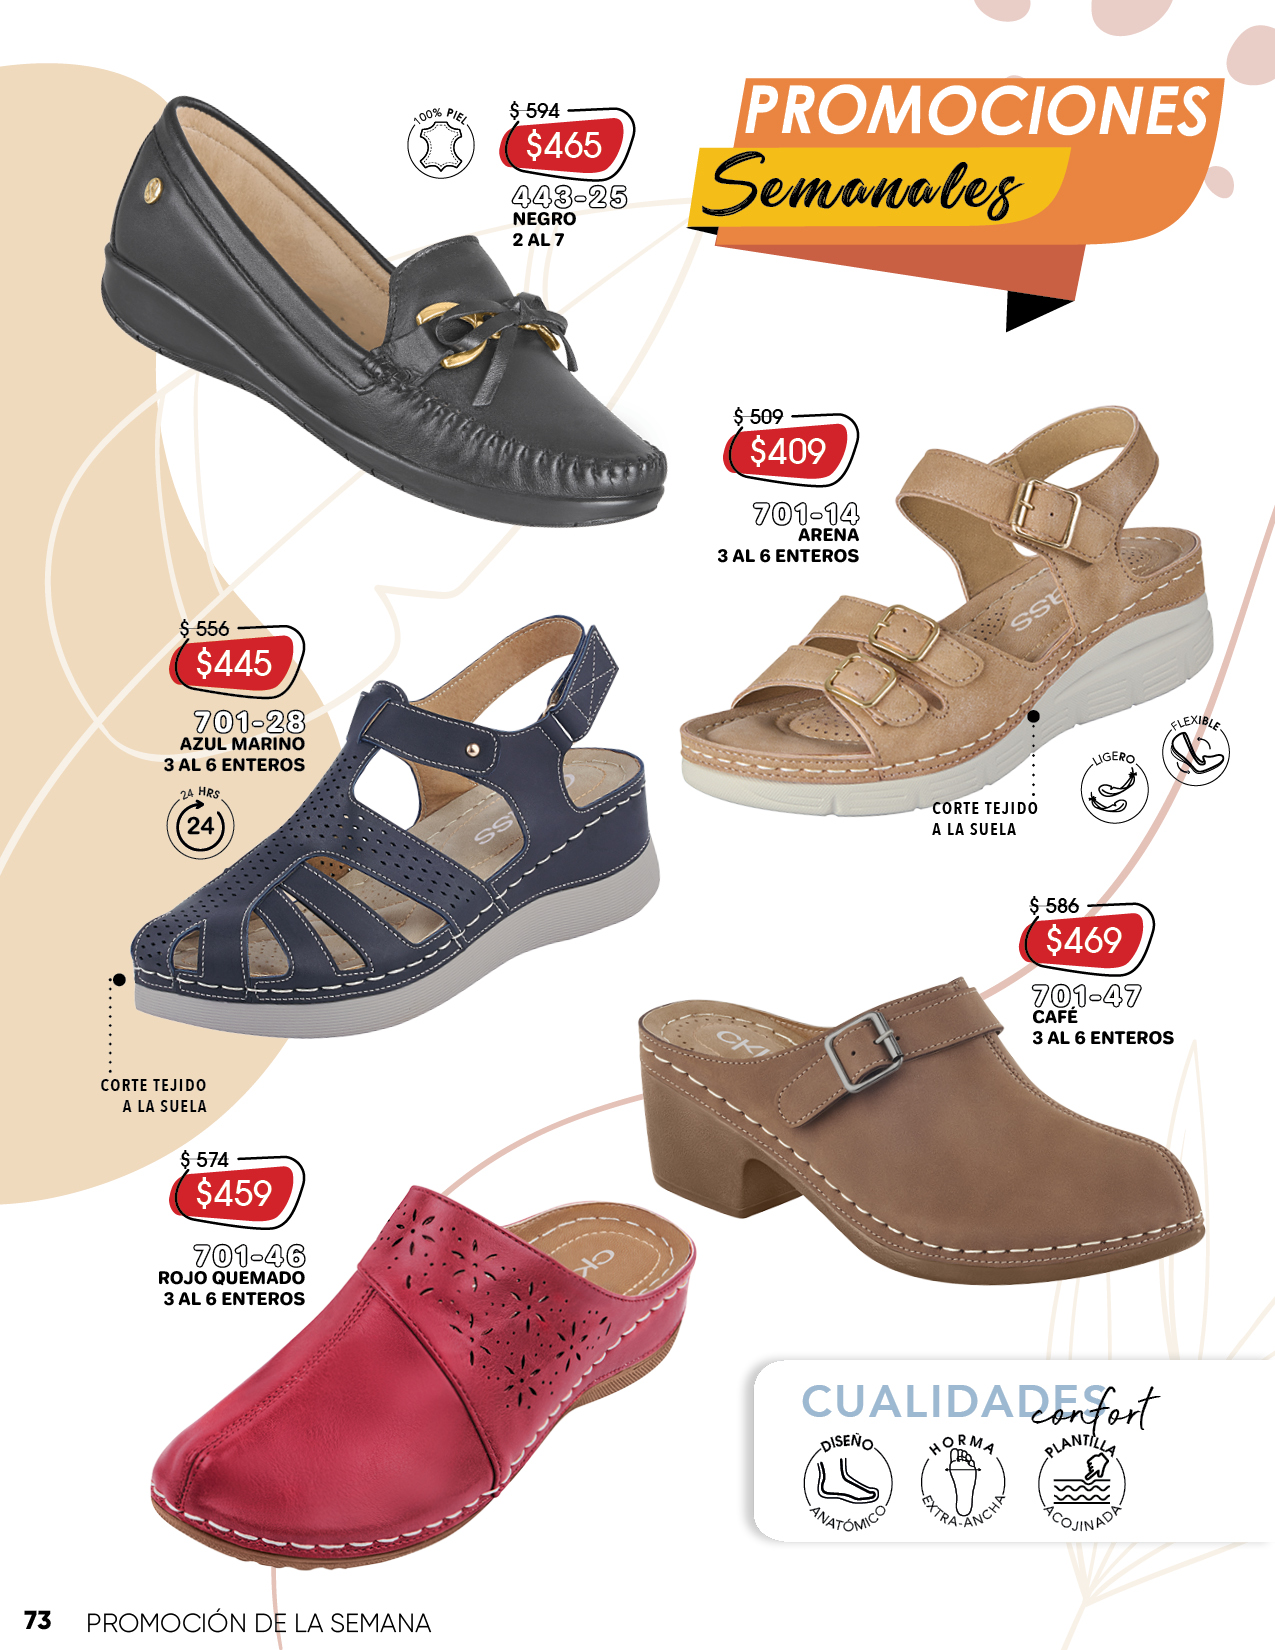 PROMOCIONES
Semanales
100% PIEL
$ 594
$465
443-25
NEGRO
2 AL 7
$ 509
$409
701-14
ARENA
3 AL 6 ENTEROS
CORTE TEJIDO
A LA SUELA
LIGERO
FLEXIBLE
$ 556
$445
701-28
AZUL MARINO
3 AL 6 ENTEROS
24 HRS
24
CORTE TEJIDO
A LA SUELA
$ 586
$469
701-47
CAFÉ
3 AL 6 ENTEROS
$ 574
$459
701-46
ROJO QUEMADO
3 AL 6 ENTEROS
CUALIDADES
confort
DISEÑO
ANATÓMICO
HORMA
EXTRA-ANCHA
PLANTILLA
ACOJINADA
73 PROMOCIÓN DE LA SEMANA